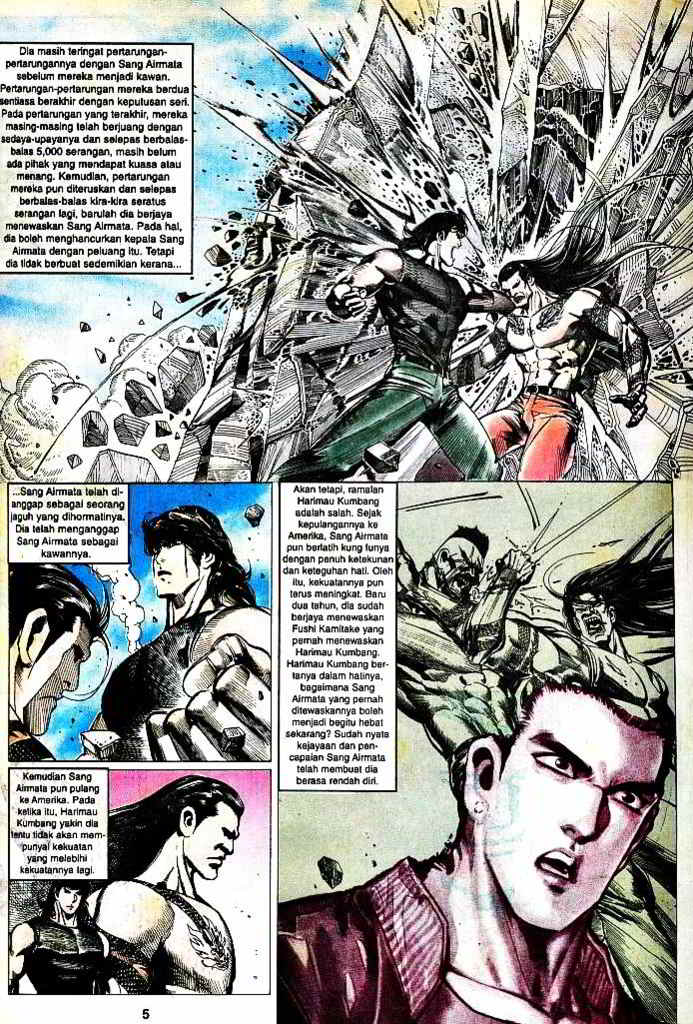 Dia masih teringat pertarungan-
pertarungannya dengan Sang Airmata
sebelum mereka menjadi kawan.
Pertarungan-pertarungan mereka berdua
sentiasa berakhir dengan keputusan seri.
Pada pertarungan yang terakhir, mereka
masing-masing telah berjuang dengan
sedaya-upayanya dan selepas berbalas-
balas 5,000 serangan, masih belum
ada pihak yang mendapat kuasa atau
menang. Kemudian, pertarungan
mereka pun diteruskan dan selepas
berbalas-balas kira-kira seratus
serangan lagi, barulah dia berjaya
menewaskan Sang Airmata. Pada hal,
dia boleh menghancurkan kepala Sang
Airmata dengan peluang itu. Tetapi
dia tidak berbuat sedemikian kerana...
...Sang Airmata telah di-
anggap sebagai seorang
jaguh yang dihormatinya.
Dia telah menganggap
Sang Airmata sebagai
kawannya.
Kemudian Sang
Airmata pun pulang
ke Amerika. Pada
ketika itu, Harimau
Kumbang yakin dia
tentu tidak akan mem-
punyai kekuatan
yang melebihi
kekuatannya lagi.
Akan tetapi, ramalan
Harimau Kumbang
adalah salah. Sejak
kepulangannya ke
Amerika, Sang Airmata
pun berlatih kung funya
dengan penuh ketekunan
dan keteguhan hati. Oleh
itu, kekuatannya pun
terus meningkat. Baru
dua tahun, dia sudah
berjaya menewaskan
Fushi Kamitake yang
pernah menewaskan
Harimau Kumbang.
Harimau Kumbang ber-
tanya dalam hatinya,
bagaimana Sang
Airmata yang pernah
ditewaskannya boleh
menjadi begitu hebat
sekarang? Sudah nyata
kejayaan dan pen-
capaian Sang Airmata
telah membuat dia
berasa rendah diri.
5